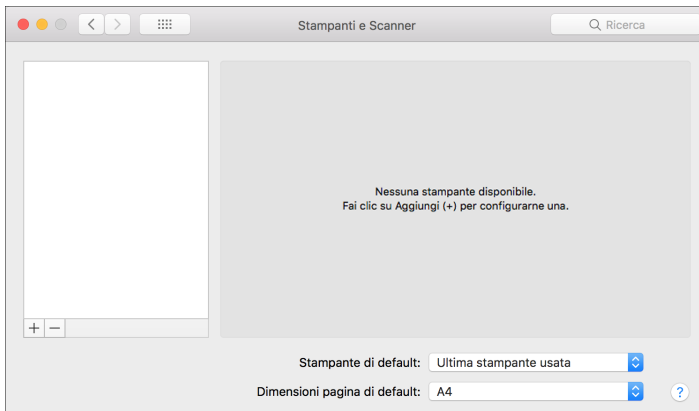 Stampanti e Scanner
Ricerca
Nessuna stampante disponibile.
Fai clic su Aggiungi (+) per configurarne una.
+ −
Stampante di default: Ultima stampante usata
Dimensioni pagina di default: A4 ?